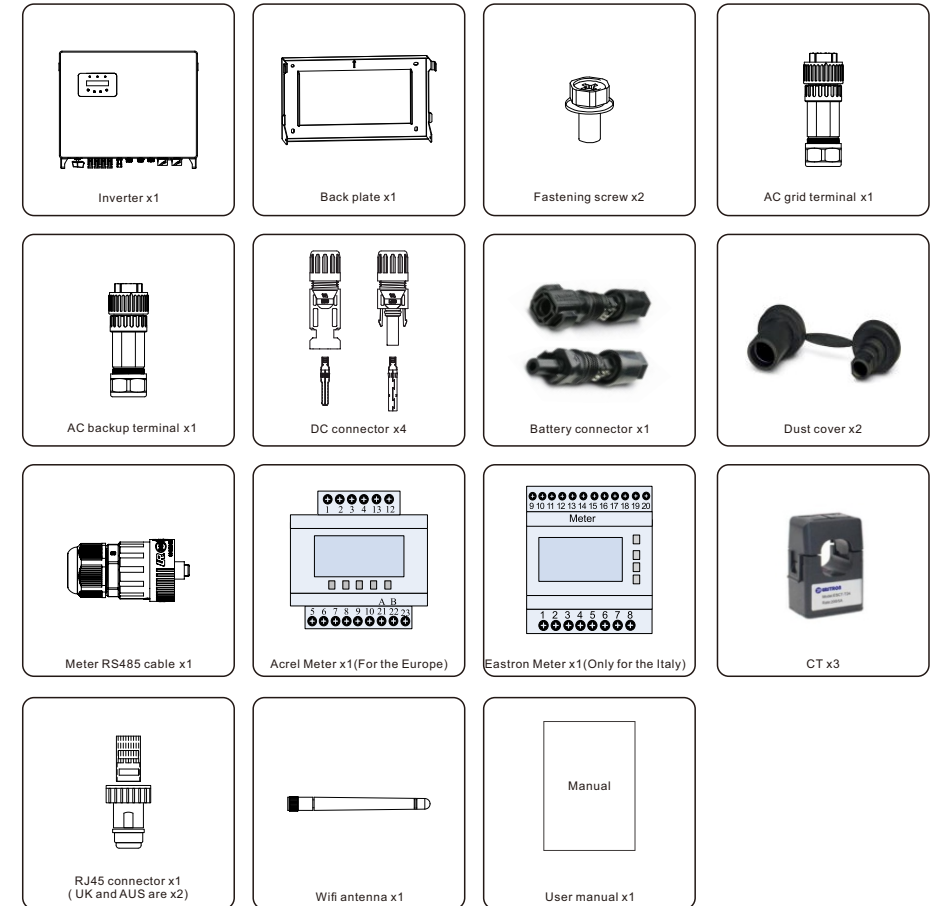 Inverter x1
Back plate x1
Fastening screw x2
AC grid terminal x1
AC backup terminal x1
DC connector x4
Battery connector x1
Dust cover x2
1 2 3 4 13 12
A B
5 6 7 8 9 10 21 22 23
9 10 11 12 13 14 15 16 17 18 19 20
Meter
1 2 3 4 5 6 7 8
EASTRON
Meter RS485 cable x1
Acrel Meter x1(For the Europe)
Eastron Meter x1(Only for the Italy)
CT x3
Manual
RJ45 connector x1
( UK and AUS are x2)
Wifi antenna x1
User manual x1